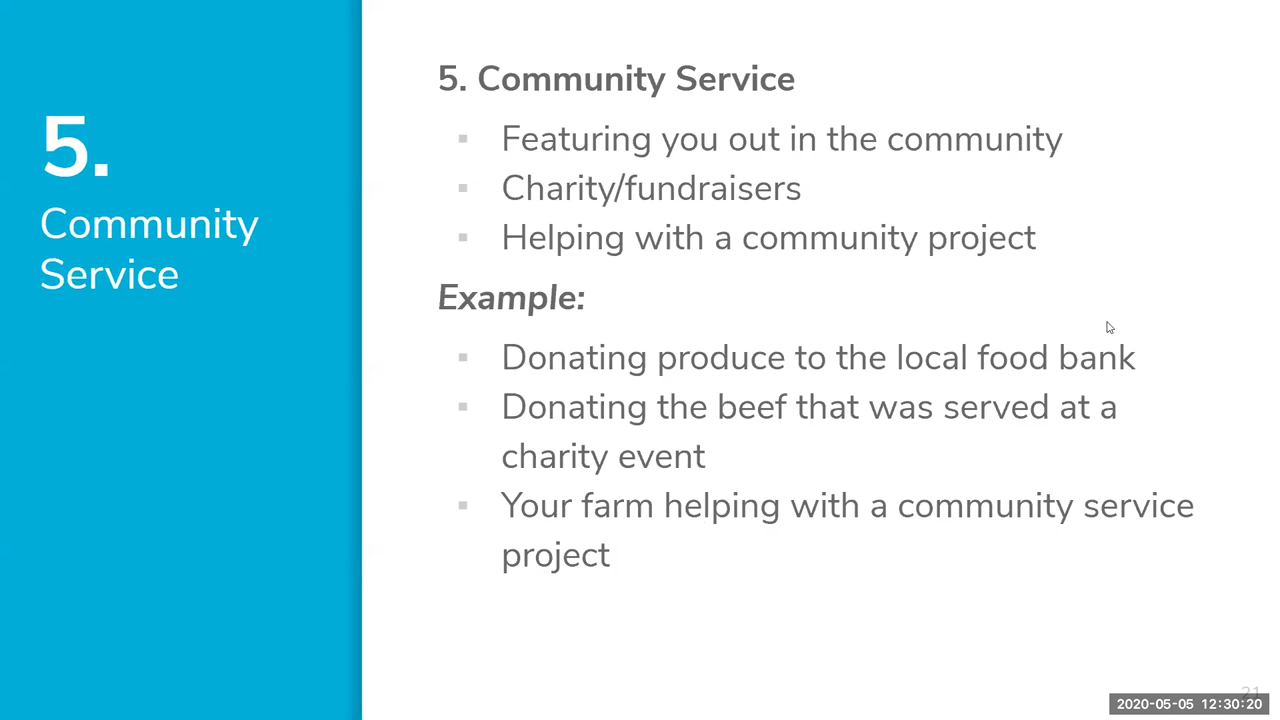 5.
Community
Service
5. Community Service
▪ Featuring you out in the community
▪ Charity/fundraisers
▪ Helping with a community project
Example:
▪ Donating produce to the local food bank
▪ Donating the beef that was served at a
charity event
▪ Your farm helping with a community service
project
21
2020-05-05 12:30:20